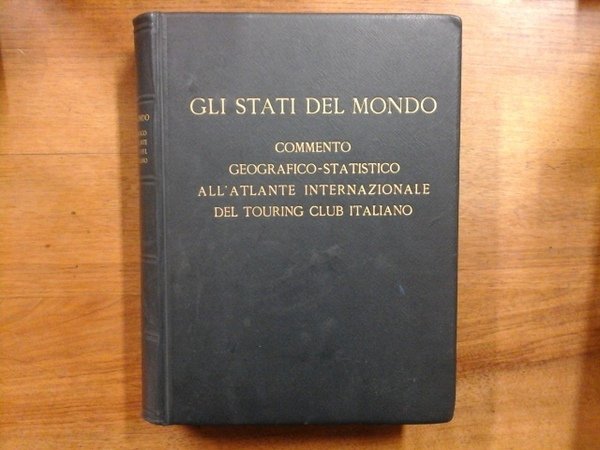 GLI STATI DEL MONDO
COMMENTO
GEOGRAFICO-STATISTICO
ALL'ATLANTE INTERNAZIONALE
DEL TOURING CLUB ITALIANO